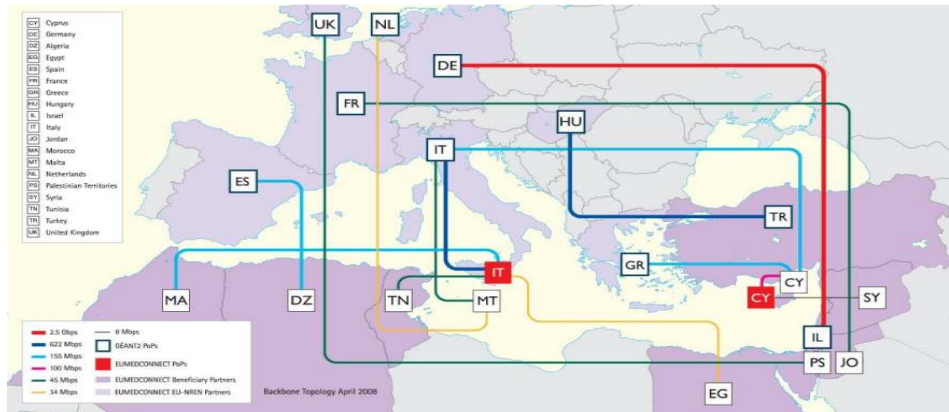 CY Cyprus
DE Germany
DZ Algeria
EG Egypt
ES Spain
FR France
GR Greece
HU Hungary
IL Israel
IT Italy
JO Jordan
MA Morocco
MT Malta
NL Netherlands
PS Palestinian Territories
SY Syria
TN Tunisia
TR Turkey
UK United Kingdom
UK
NL
DE
FR
HU
IT
ES
TR
GR
IT
CY
CY
SY
MA
DZ
TN
MT
IL
PS
JO
EG
2.5 Gbps
622 Mbps
155 Mbps
100 Mbps
45 Mbps
34 Mbps
8 Mbps
GÉANT2 PoPs
EUMEDCONNECT PoPs
EUMEDCONNECT Beneficiary Partners
EUMEDCONNECT EU-NREN Partners
Backbone Topology April 2008